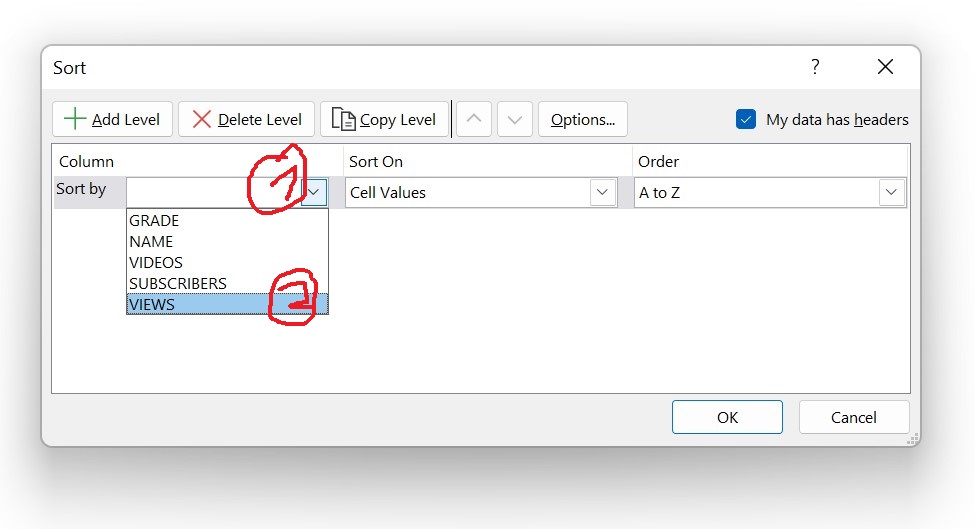 Sort ?
Add Level Delete Level Copy Level Options... My data has headers
Column Sort On Order
Sort by Cell Values A to Z
1
GRADE
NAME
VIDEOS
SUBSCRIBERS
VIEWS
2
OK Cancel